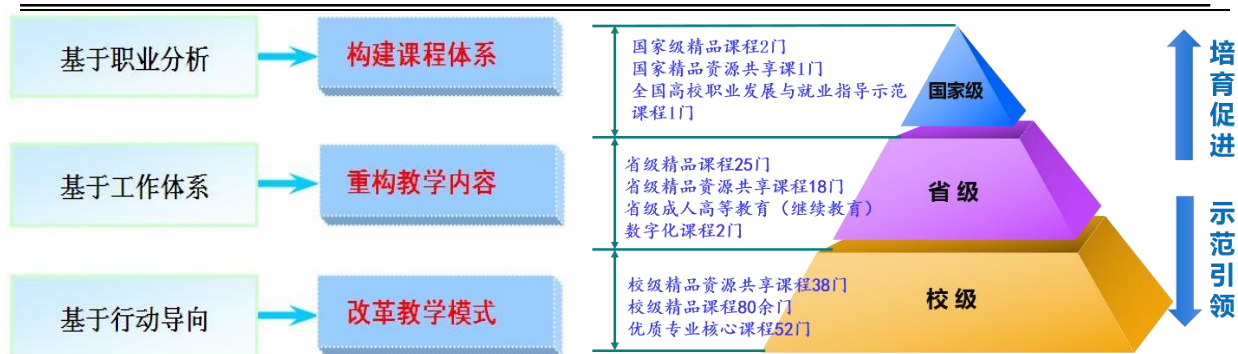 基于职业分析
构建课程体系
基于工作体系
重构教学内容
基于行动导向
改革教学模式
国家级精品课程2门
国家精品资源共享课1门
全国高校职业发展与就业指导示范
课程1门
国家级
省级精品课程25门
省级精品资源共享课程18门
省级成人高等教育（继续教育）
数字化课程2门
省级
校级精品资源共享课程38门
校级精品课程80余门
优质专业核心课程52门
校级
培育促进
示范引领